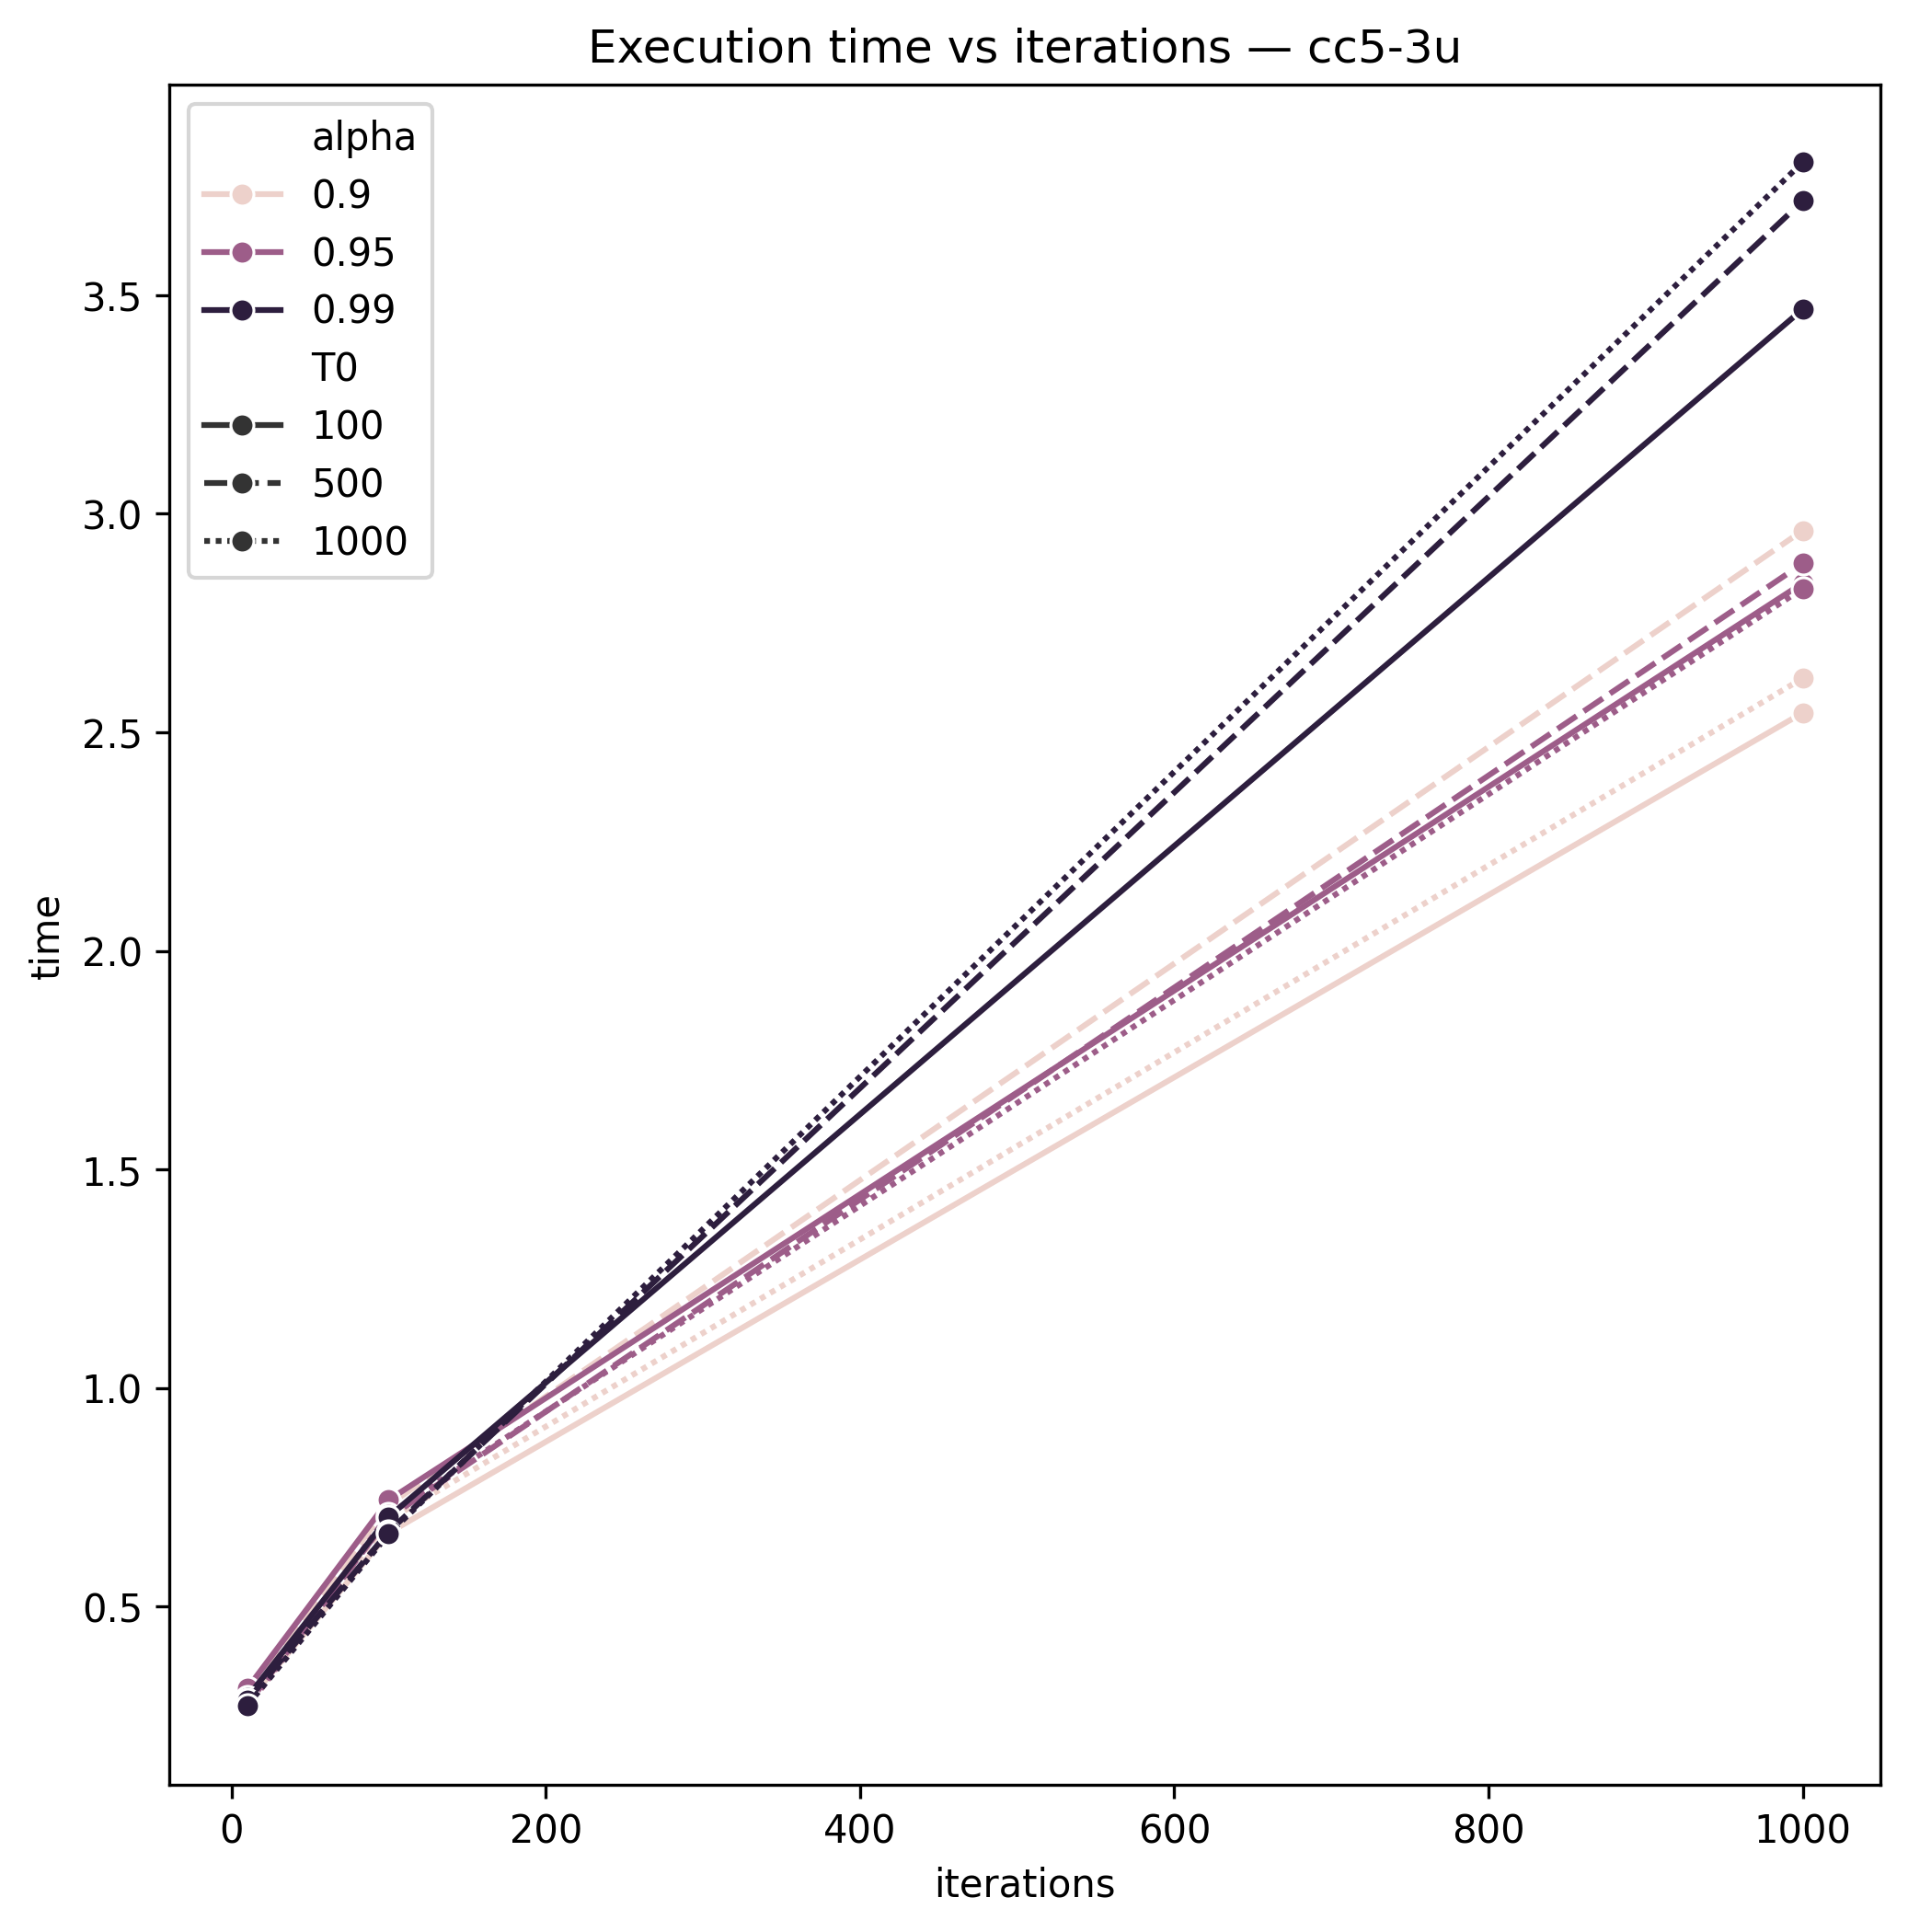 Execution time vs iterations — cc5-3u
alpha
0.9
0.95
0.99
T0
100
500
1000
time
3.5
3.0
2.5
2.0
1.5
1.0
0.5
0 200 400 600 800 1000
iterations